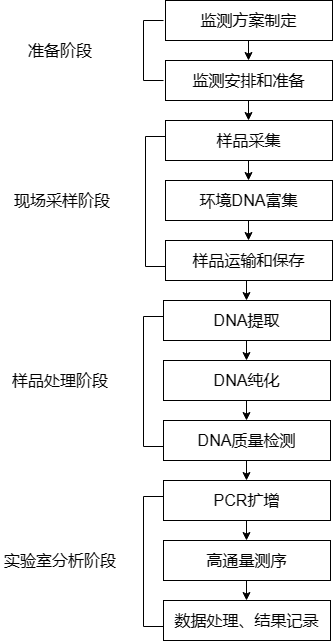 监测方案制定
准备阶段
监测安排和准备
样品采集
现场采样阶段
环境DNA富集
样品运输和保存
DNA提取
样品处理阶段
DNA纯化
DNA质量检测
PCR扩增
实验室分析阶段
高通量测序
数据处理、结果记录